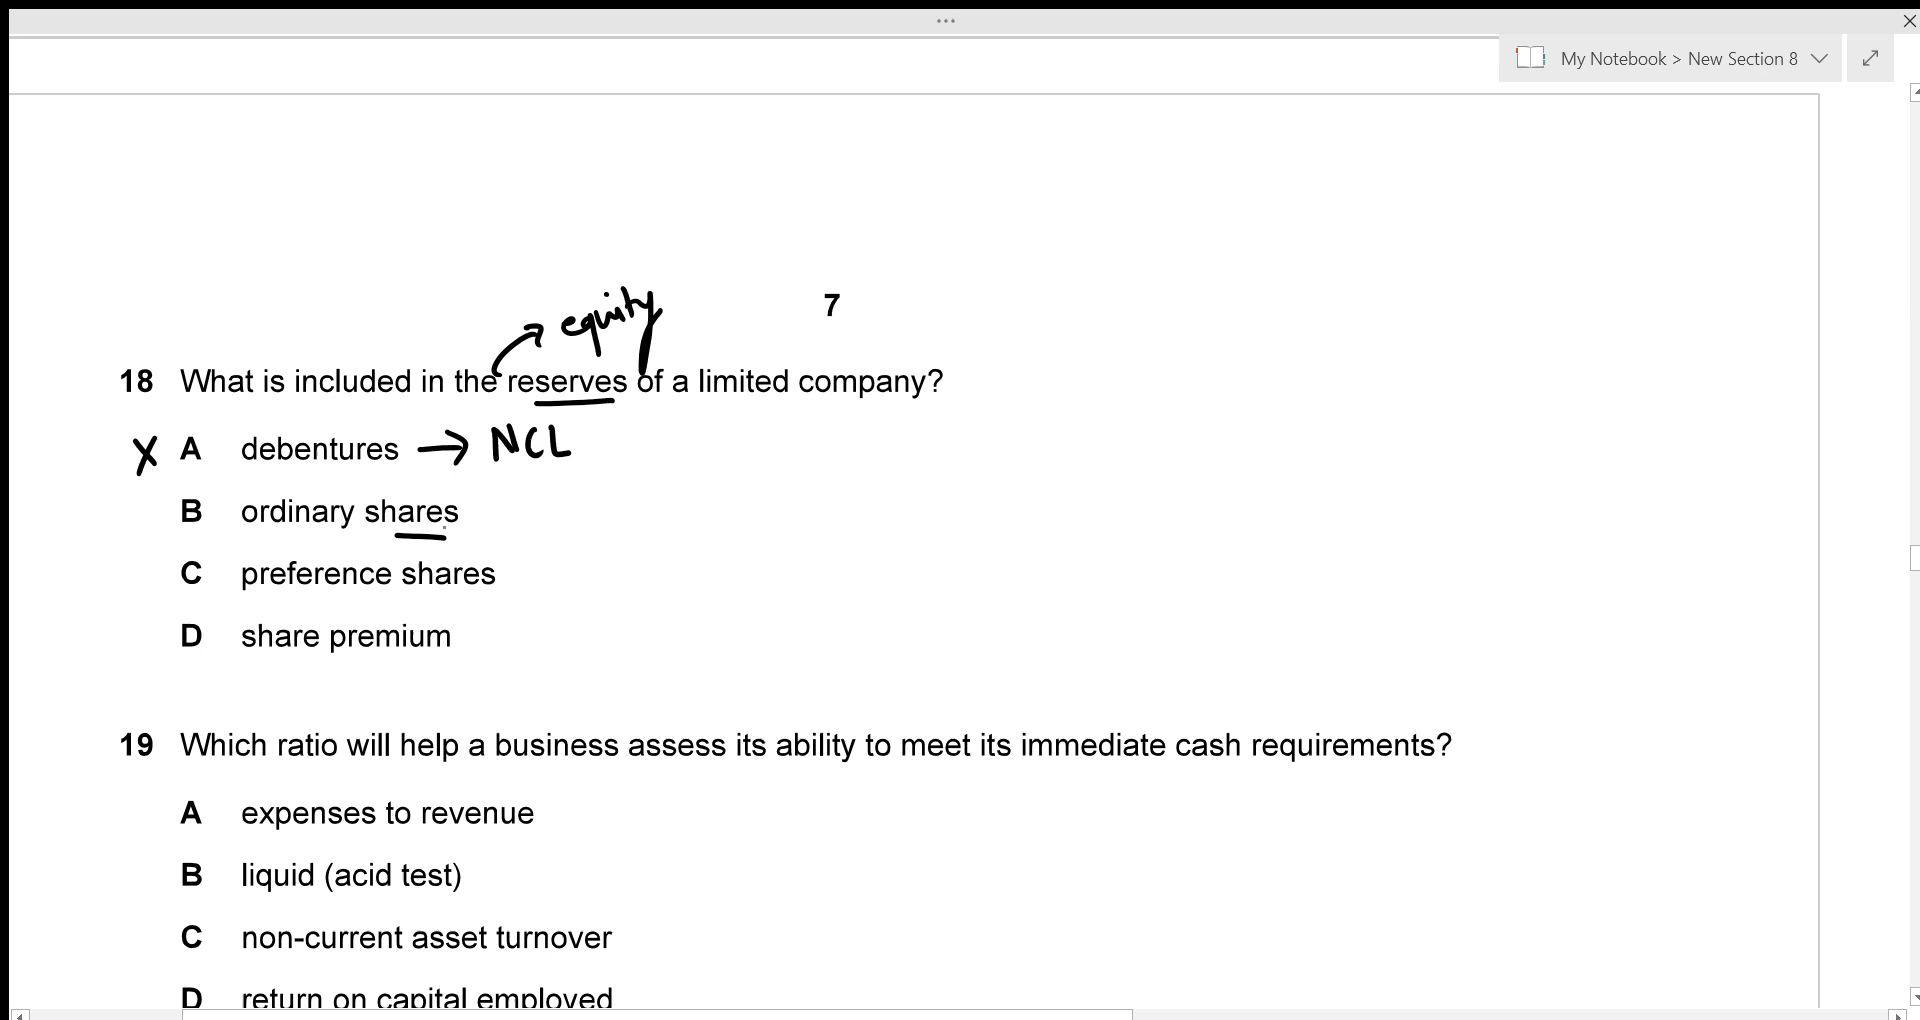 My Notebook > New Section 8
equity
7
18 What is included in the reserves of a limited company?
X A debentures → NCL
B ordinary shares
C preference shares
D share premium
19 Which ratio will help a business assess its ability to meet its immediate cash requirements?
A expenses to revenue
B liquid (acid test)
C non-current asset turnover
D return on capital employed